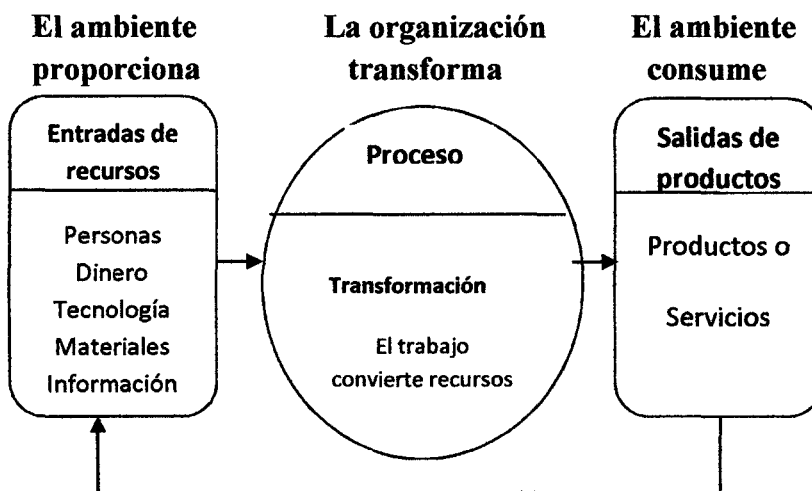 El ambiente
proporciona
La organización
transforma
El ambiente
consume
Entradas de
recursos
Personas
Dinero
Tecnología
Materiales
Información
Proceso
Transformación
El trabajo
convierte recursos
Salidas de
productos
Productos o
Servicios